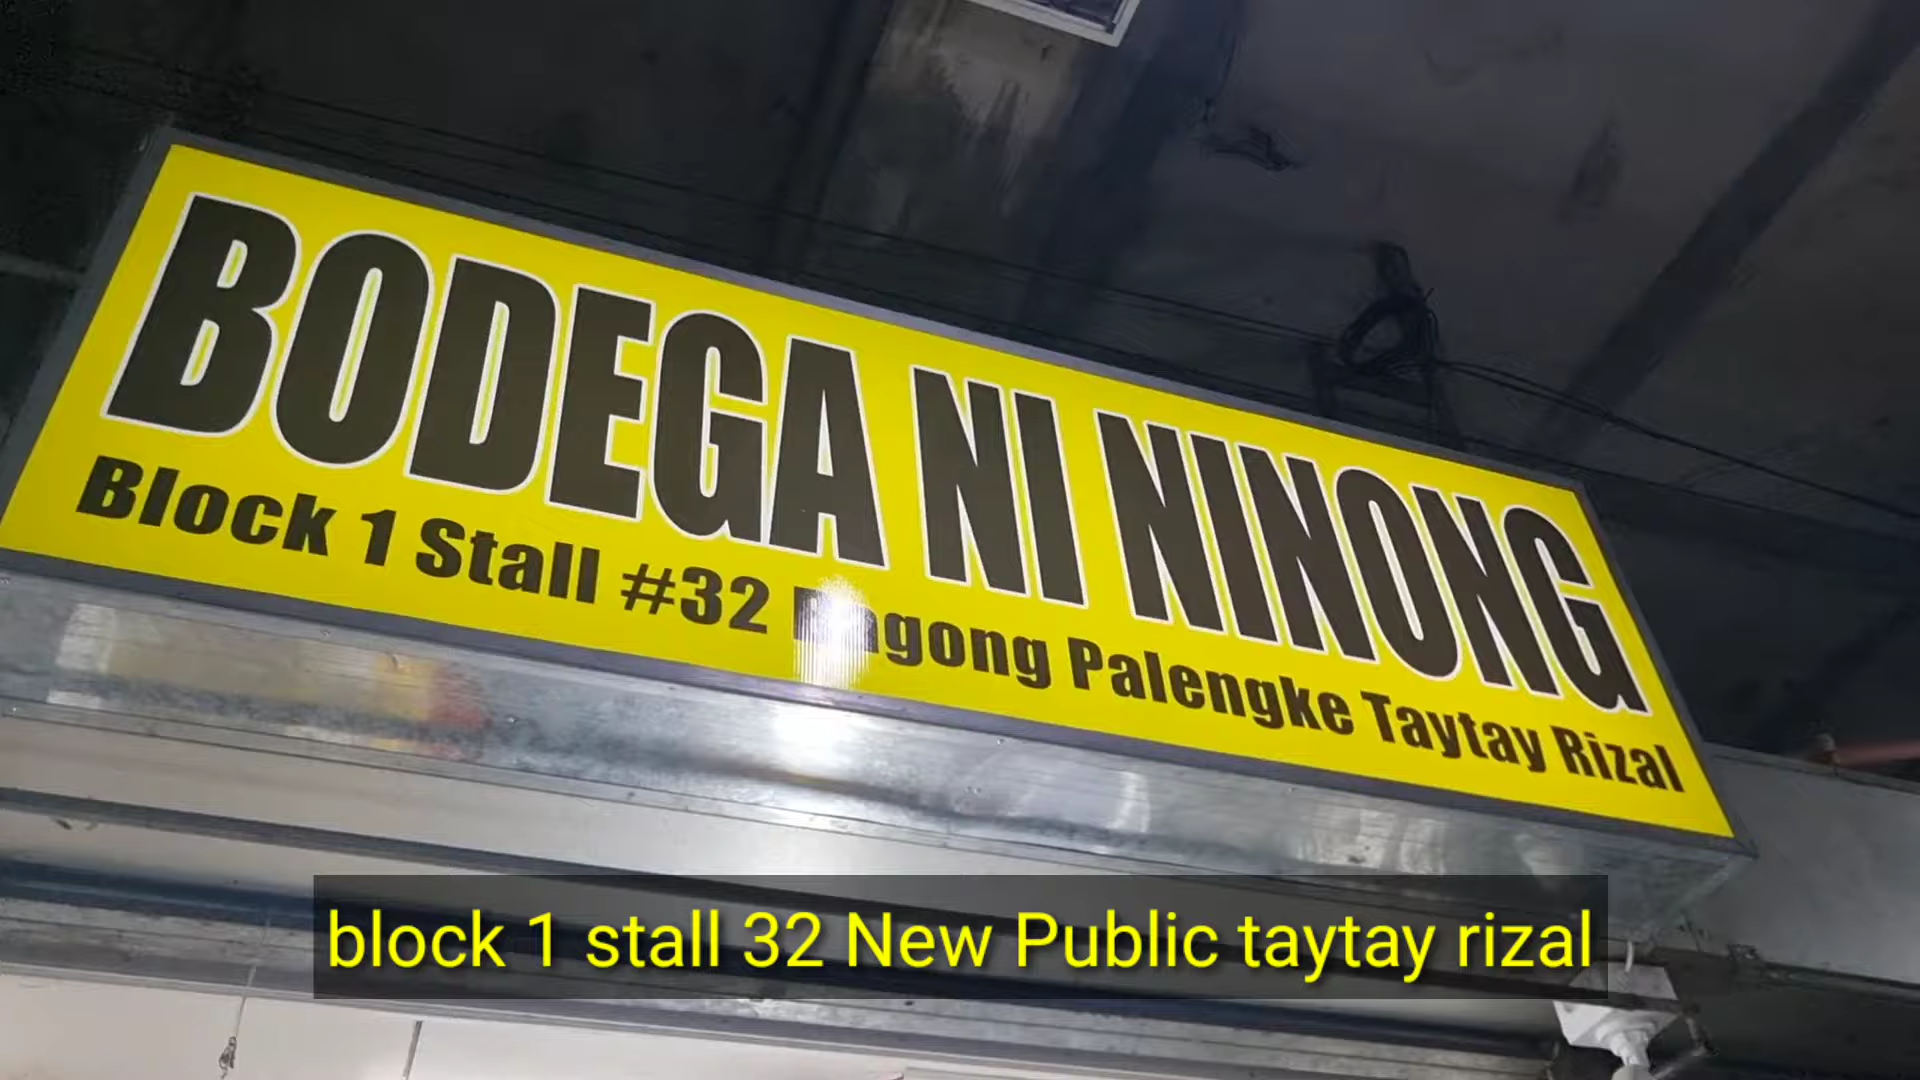 BODEGA NI NINONG
Block 1 Stall #32 Bagong Palengke Taytay Rizal
block 1 stall 32 New Public taytay rizal